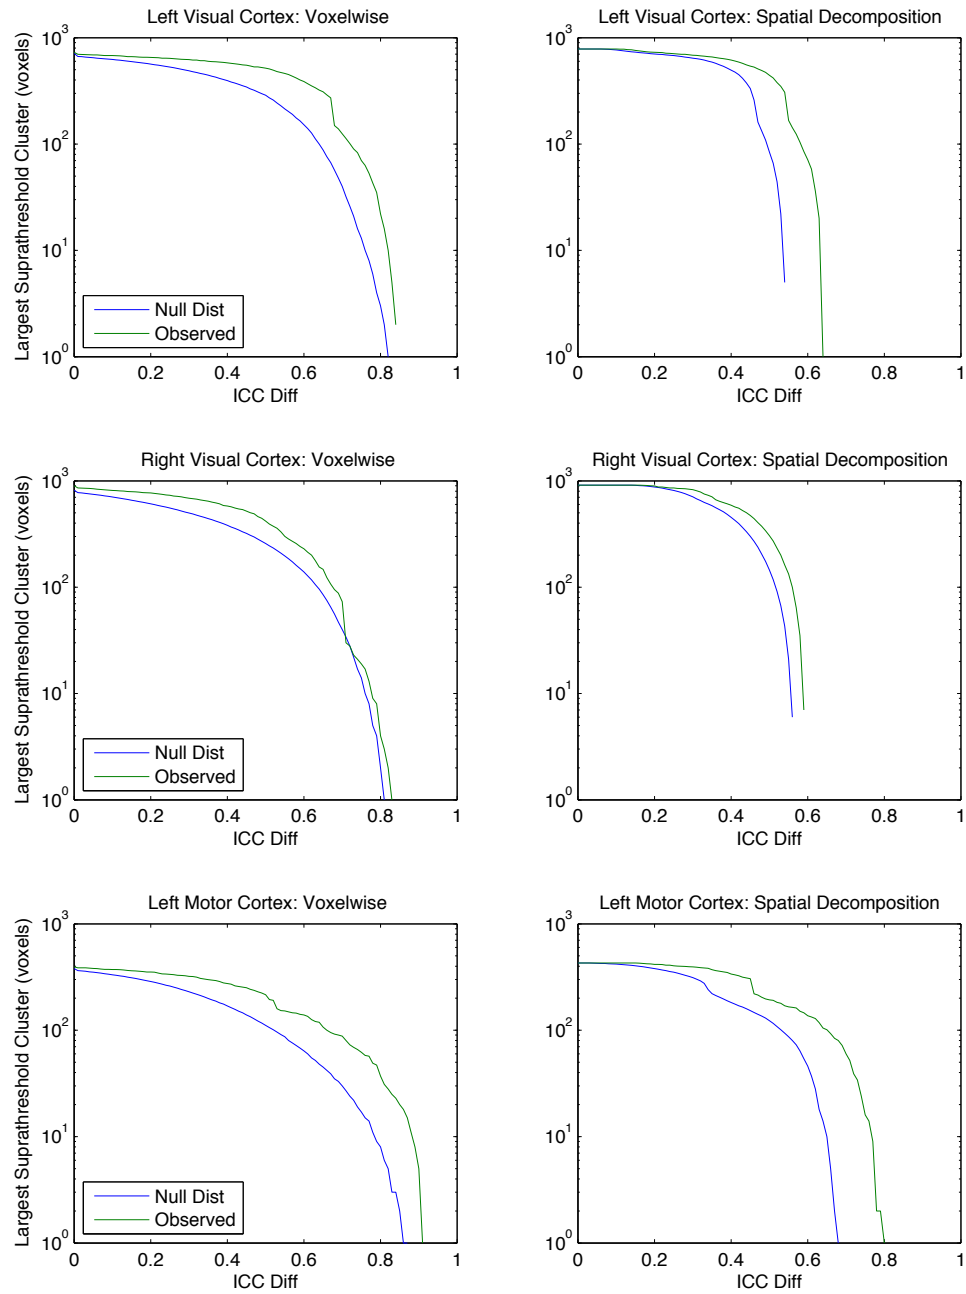 Left Visual Cortex: Voxelwise
Largest Suprathreshold Cluster (voxels)
10^3
10^2
10^1
10^0
0 0.2 0.4 0.6 0.8 1
ICC Diff
Null Dist
Observed
Left Visual Cortex: Spatial Decomposition
10^3
10^2
10^1
10^0
0 0.2 0.4 0.6 0.8 1
ICC Diff
Right Visual Cortex: Voxelwise
Largest Suprathreshold Cluster (voxels)
10^3
10^2
10^1
10^0
0 0.2 0.4 0.6 0.8 1
ICC Diff
Null Dist
Observed
Right Visual Cortex: Spatial Decomposition
10^3
10^2
10^1
10^0
0 0.2 0.4 0.6 0.8 1
ICC Diff
Left Motor Cortex: Voxelwise
Largest Suprathreshold Cluster (voxels)
10^3
10^2
10^1
10^0
0 0.2 0.4 0.6 0.8 1
ICC Diff
Null Dist
Observed
Left Motor Cortex: Spatial Decomposition
10^3
10^2
10^1
10^0
0 0.2 0.4 0.6 0.8 1
ICC Diff